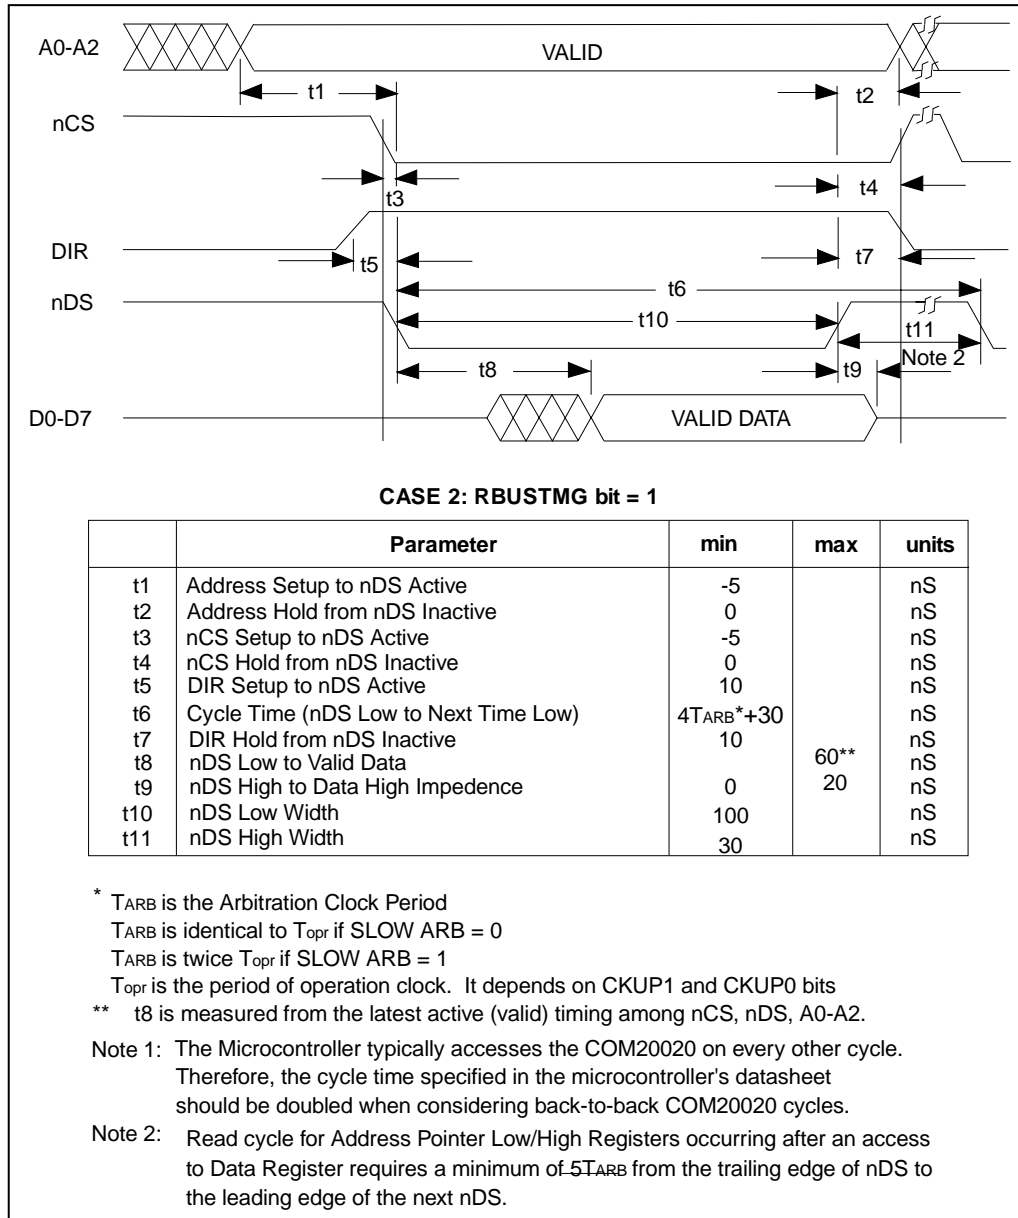 A0-A2
VALID
t1
t2
nCS
t3
t4
DIR
t5
t7
nDS
t6
t10
t11
Note 2
t8
t9
D0-D7
VALID DATA
CASE 2: RBUSTMG bit = 1
Parameter min max units
t1 Address Setup to nDS Active -5 nS
t2 Address Hold from nDS Inactive 0 nS
t3 nCS Setup to nDS Active -5 nS
t4 nCS Hold from nDS Inactive 0 nS
t5 DIR Setup to nDS Active 10 nS
t6 Cycle Time (nDS Low to Next Time Low) 4TARB*+30 nS
t7 DIR Hold from nDS Inactive 10 nS
t8 nDS Low to Valid Data 60** nS
t9 nDS High to Data High Impedence 0 20 nS
t10 nDS Low Width 100 nS
t11 nDS High Width 30 nS
* TARB is the Arbitration Clock Period
TARB is identical to Topr if SLOW ARB = 0
TARB is twice Topr if SLOW ARB = 1
Topr is the period of operation clock. It depends on CKUP1 and CKUP0 bits
** t8 is measured from the latest active (valid) timing among nCS, nDS, A0-A2.
Note 1: The Microcontroller typically accesses the COM20020 on every other cycle.
Therefore, the cycle time specified in the microcontroller's datasheet
should be doubled when considering back-to-back COM20020 cycles.
Note 2: Read cycle for Address Pointer Low/High Registers occurring after an access
to Data Register requires a minimum of 5TARB from the trailing edge of nDS to
the leading edge of the next nDS.